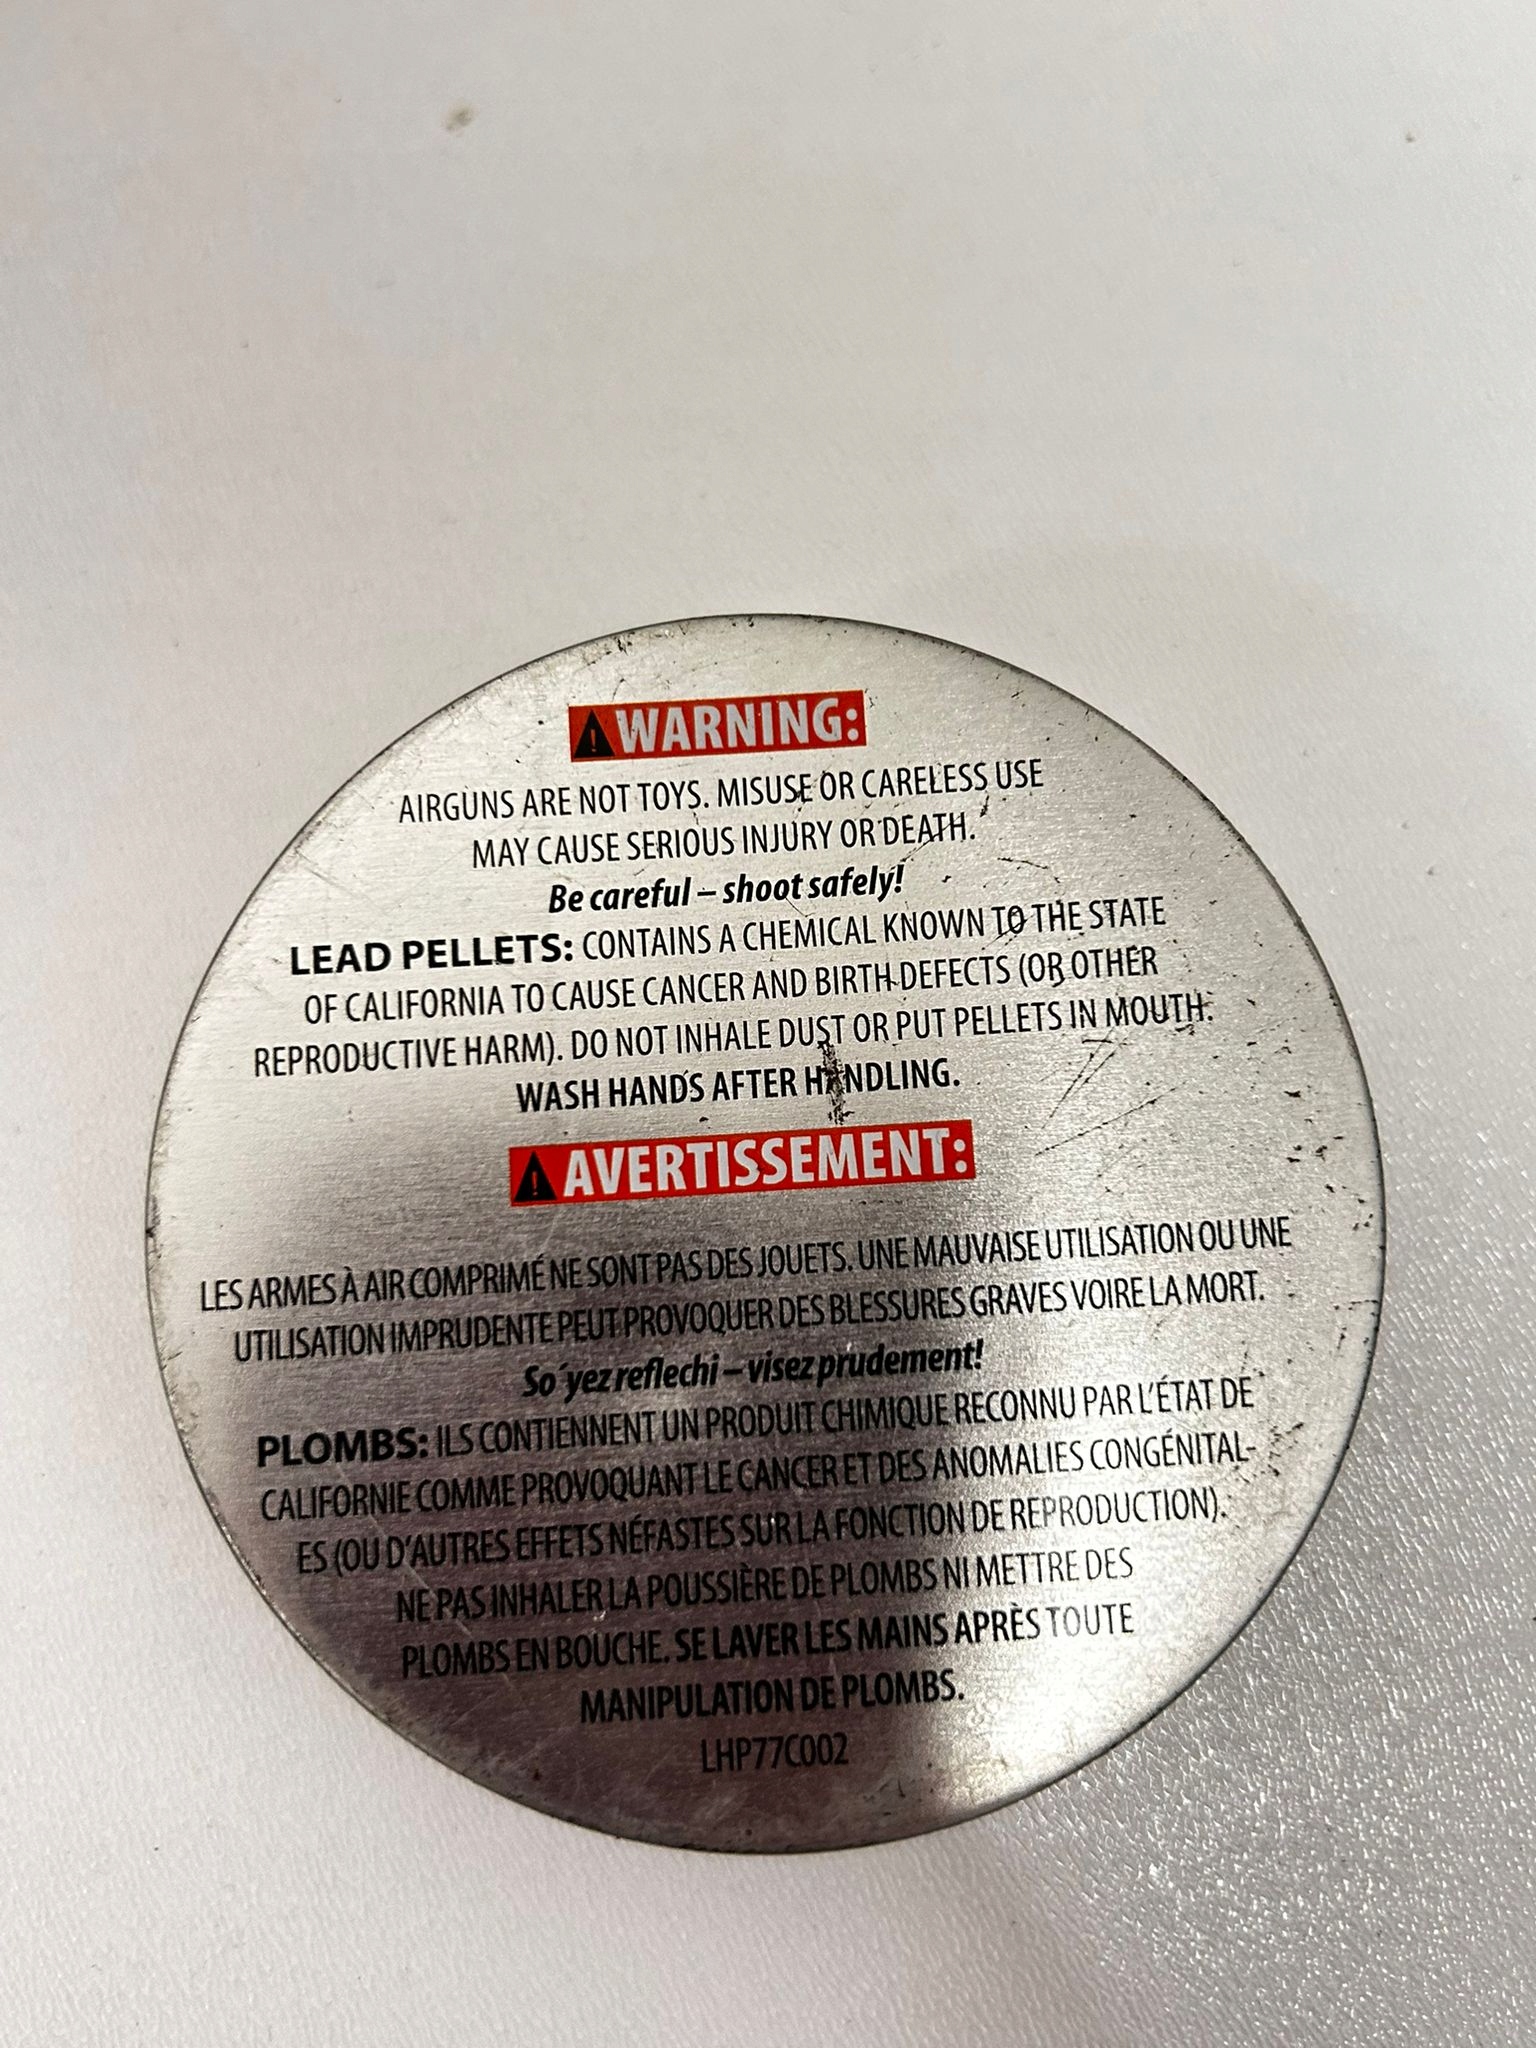 WARNING:
AIRGUNS ARE NOT TOYS. MISUSE OR CARELESS USE
MAY CAUSE SERIOUS INJURY OR DEATH.
Be careful – shoot safely!
LEAD PELLETS: CONTAINS A CHEMICAL KNOWN TO THE STATE
OF CALIFORNIA TO CAUSE CANCER AND BIRTH DEFECTS (OR OTHER
REPRODUCTIVE HARM). DO NOT INHALE DUST OR PUT PELLETS IN MOUTH.
WASH HANDS AFTER HANDLING.
AVERTISSEMENT:
LES ARMES À AIR COMPRIMÉ NE SONT PAS DES JOUETS. UNE MAUVAISE UTILISATION OU UNE
UTILISATION IMPRUDENTE PEUT PROVOQUER DES BLESSURES GRAVES VOIRE LA MORT.
So´yez reflechi – visez prudement!
PLOMBS: ILS CONTIENNENT UN PRODUIT CHIMIQUE RECONNU PAR L'ÉTAT DE
CALIFORNIE COMME PROVOQUANT LE CANCER ET DES ANOMALIES CONGÉNITAL-
ES (OU D'AUTRES EFFETS NÉFASTES SUR LA FONCTION DE REPRODUCTION).
NE PAS INHALER LA POUSSIÈRE DE PLOMBS NI METTRE DES
PLOMBS EN BOUCHE. SE LAVER LES MAINS APRÈS TOUTE
MANIPULATION DE PLOMBS.
LHP77C002